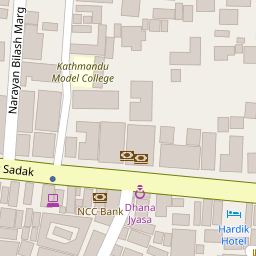 Narayan Bilash Marg
Kathmandu
Model College
Sadak
NCC Bank
Dhana
Jyasa
Hardik
Hotel